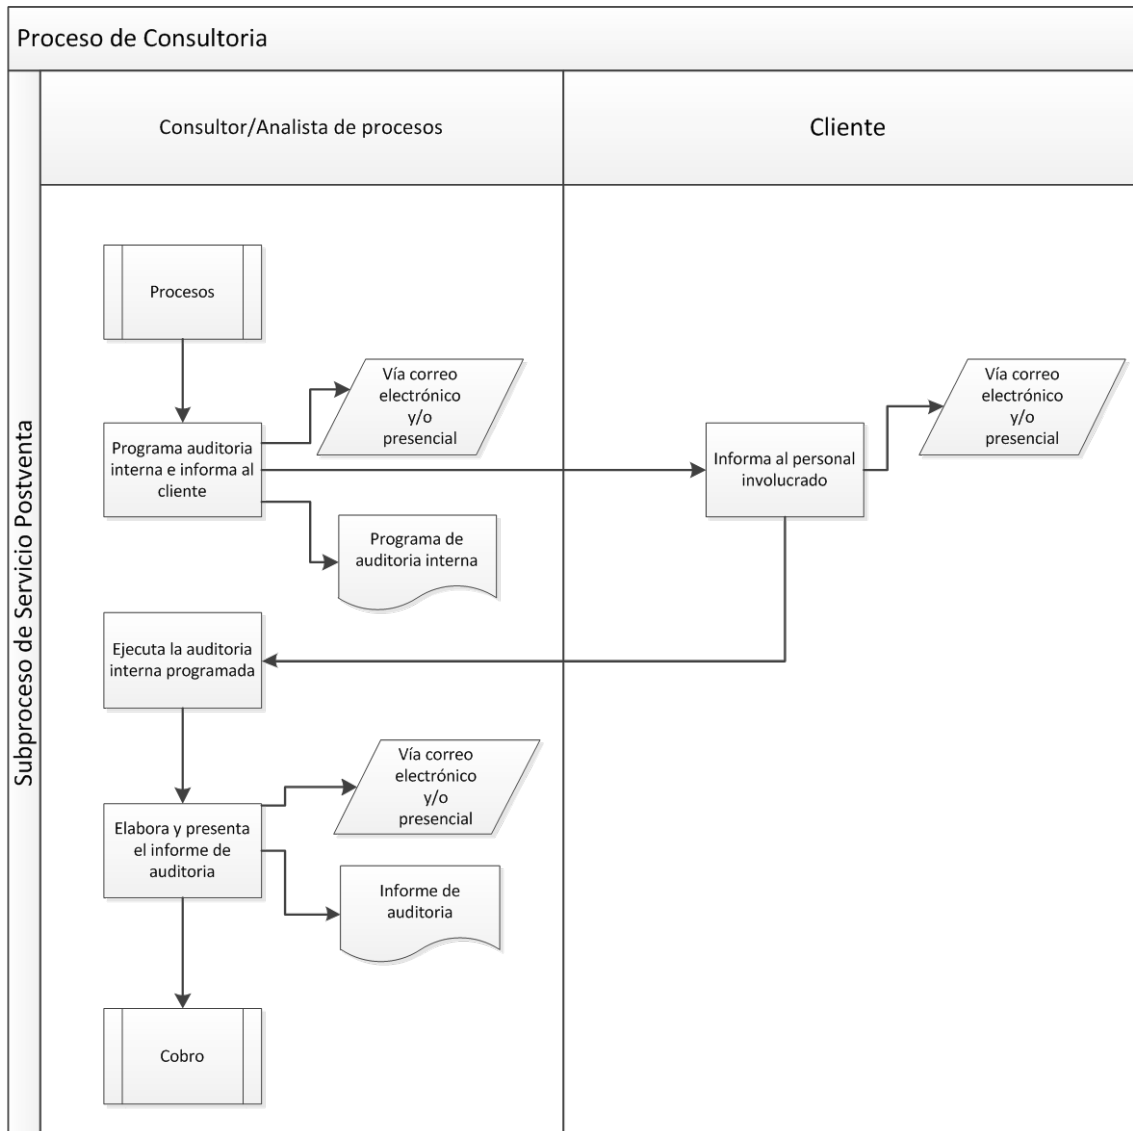 Proceso de Consultoria
Subproceso de Servicio Postventa
Consultor/Analista de procesos
Cliente
Procesos
Vía correo
electrónico
y/o
presencial
Vía correo
electrónico
y/o
presencial
Programa auditoria
interna e informa al
cliente
Informa al personal
involucrado
Programa de
auditoria interna
Ejecuta la auditoria
interna programada
Vía correo
electrónico
y/o
presencial
Elabora y presenta
el informe de
auditoria
Informe de
auditoria
Cobro